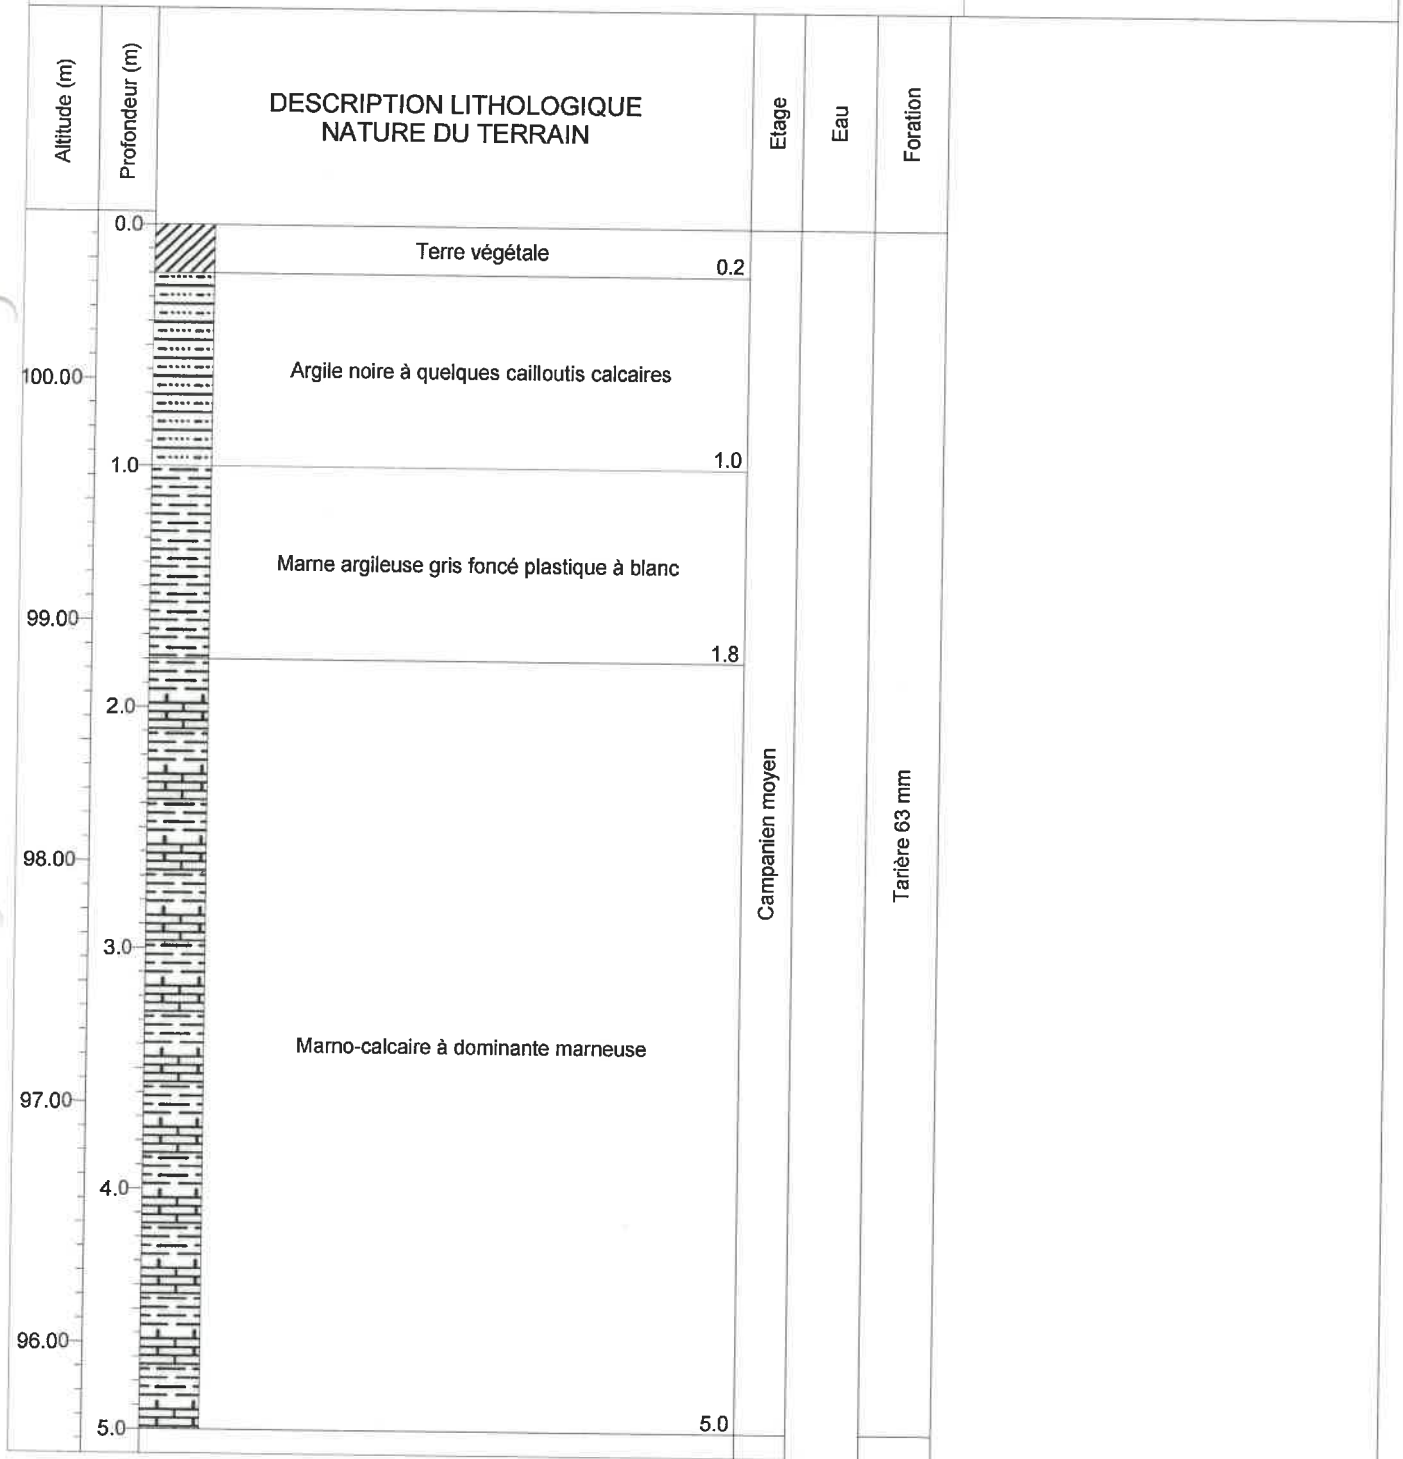 Altitude (m)
Profondeur (m)
DESCRIPTION LITHOLOGIQUE
NATURE DU TERRAIN
Etage
Eau
Foration
0.0
Terre végétale
0.2
100.00
Argile noire à quelques cailloutis calcaires
1.0
1.0
Marne argileuse gris foncé plastique à blanc
99.00
1.8
2.0
Campanien moyen
Tarière 63 mm
98.00
3.0
Marno-calcaire à dominante marneuse
97.00
4.0
96.00
5.0
5.0